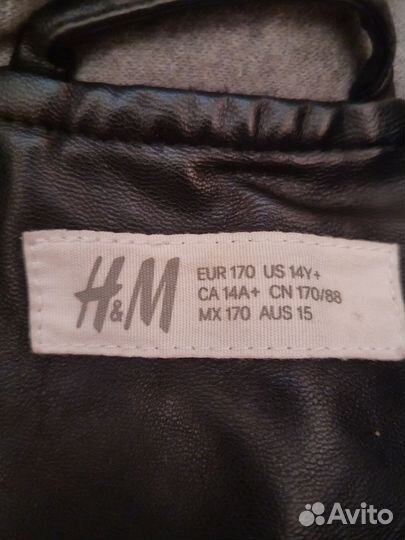 H&M
EUR 170 US 14Y+
CA 14A+ CN 170/88
MX 170 AUS 15
Avito